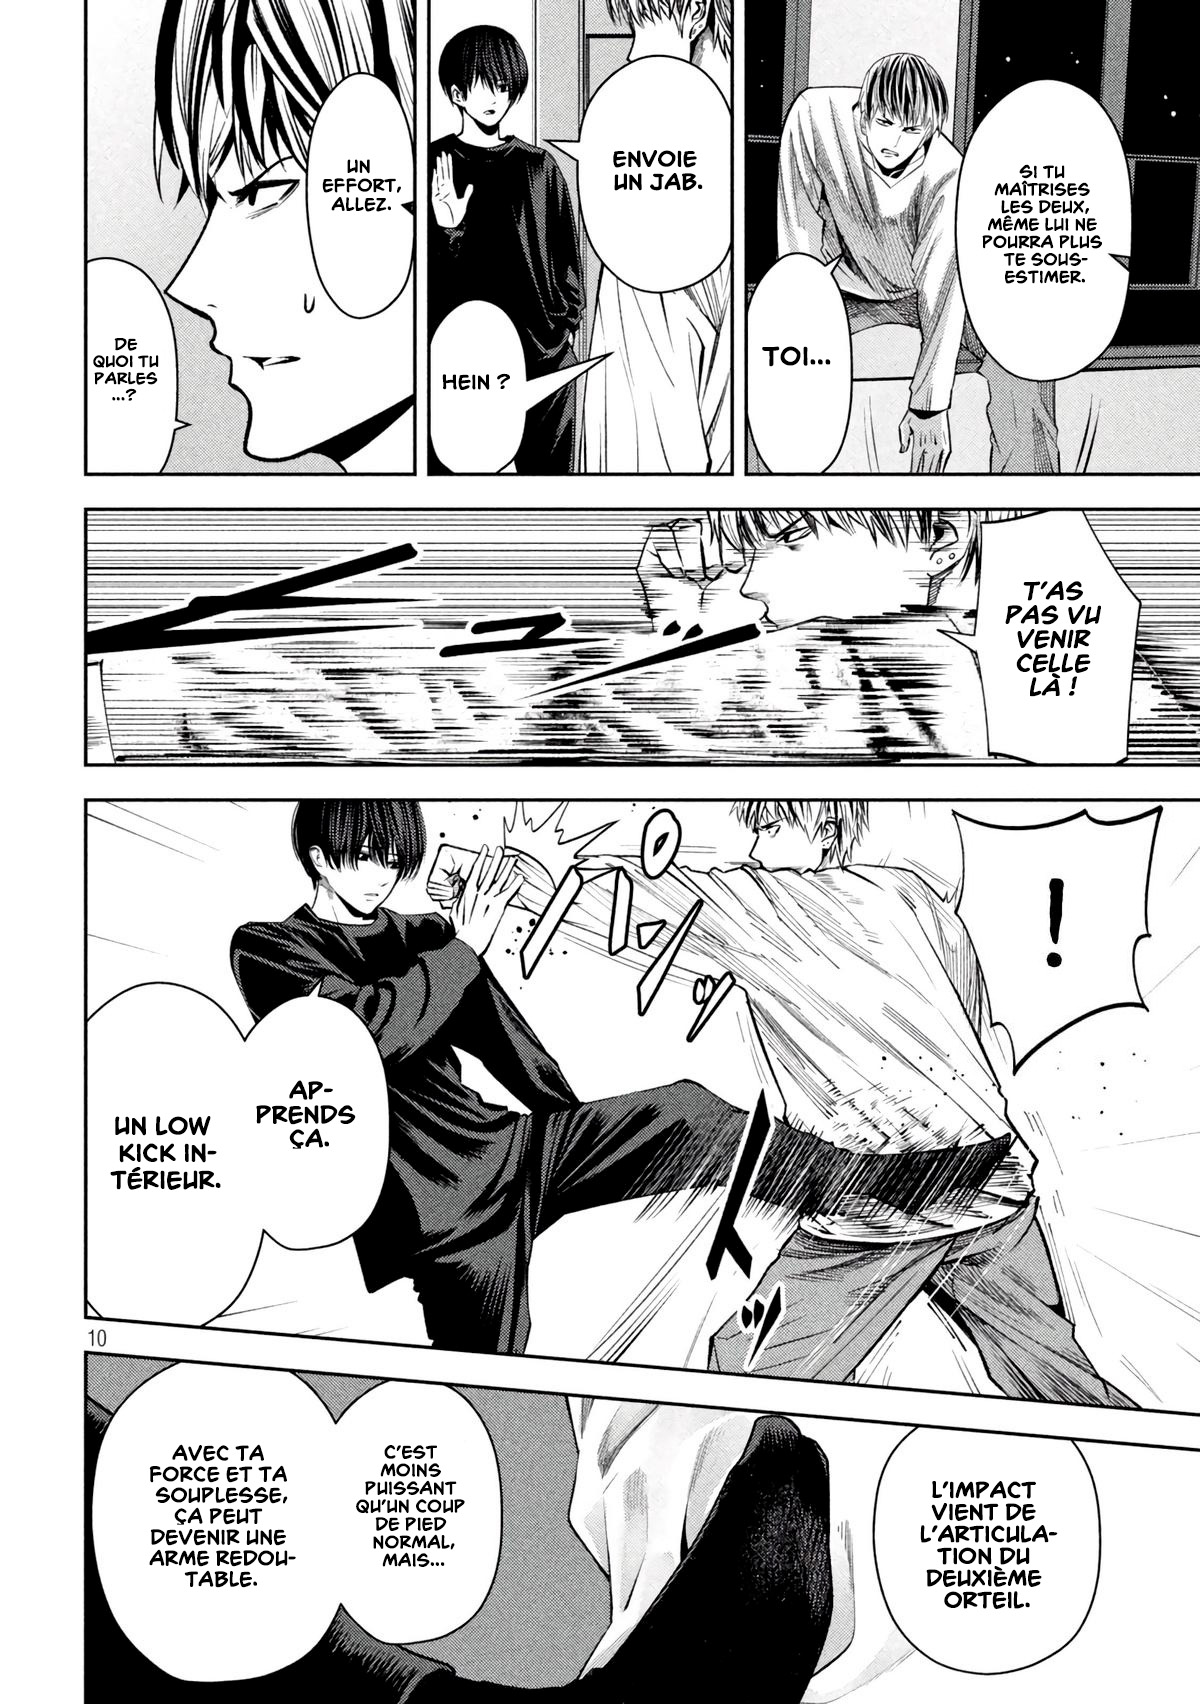 SI TU
MAÎTRISES
LES DEUX,
MÊME LUI NE
POURRA PLUS
TE SOUS-
ESTIMER.
TOI...
ENVOIE
UN JAB.
HEIN ?
UN
EFFORT,
ALLEZ.
DE
QUOI TU
PARLES
...?
T'AS
PAS VU
VENIR
CELLE
LÀ !
!
パンッ
AP-
PRENDS
ÇA.
UN LOW
KICK IN-
TÉRIEUR.
10
L'IMPACT
VIENT DE
L'ARTICULA-
TION DU
DEUXIÈME
ORTEIL.
C'EST
MOINS
PUISSANT
QU'UN COUP
DE PIED
NORMAL,
MAIS...
AVEC TA
FORCE ET TA
SOUPLESSE,
ÇA PEUT
DEVENIR UNE
ARME REDOU-
TABLE.